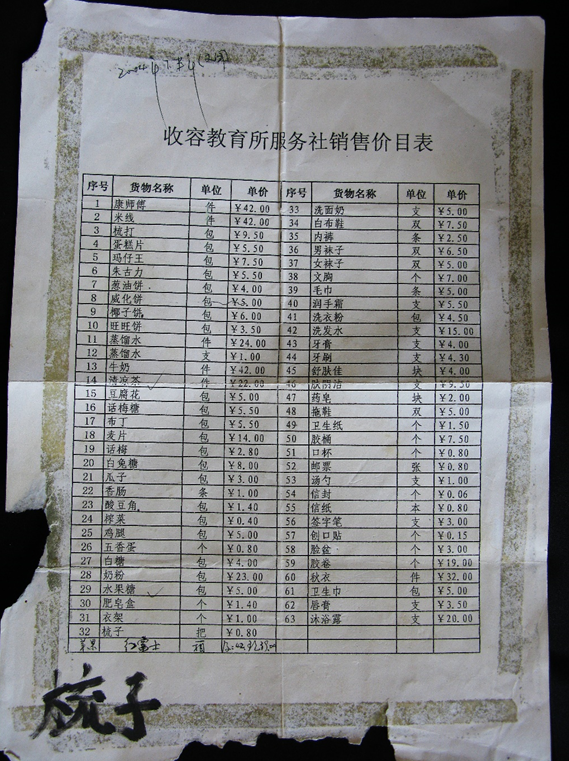 2004
收容教育所服务社销售价目表
序号 货物名称 单位 单价 序号 货物名称 单位 单价
1 康师傅 件 ￥42.00 33 洗面奶 支 ￥5.00
2 米线 件 ￥42.00 34 白布鞋 双 ￥7.50
3 梳打 包 ￥9.50 35 内裤 条 ￥2.50
4 蛋糕片 包 ￥5.50 36 男袜子 双 ￥6.50
5 玛仔王 包 ￥7.50 37 女袜子 双 ￥5.00
6 朱古力 包 ￥5.50 38 文胸 个 ￥7.00
7 葱油饼 包 ￥4.00 39 毛巾 条 ￥5.00
8 威化饼 包 ￥5.00 40 润手霜 支 ￥5.50
9 椰子饼 包 ￥6.00 41 洗衣粉 包 ￥4.50
10 旺旺饼 包 ￥3.50 42 洗发水 支 ￥15.00
11 蒸馏水 件 ￥24.00 43 牙膏 支 ￥4.00
12 蒸馏水 支 ￥1.00 44 牙刷 支 ￥4.30
13 牛奶 件 ￥42.00 45 舒肤佳 块 ￥4.00
14 清凉茶 件 ￥22.00 46 肤阴洁 支 ￥9.50
15 豆腐花 包 ￥5.00 47 药皂 块 ￥2.00
16 话梅糖 包 ￥5.50 48 拖鞋 双 ￥5.00
17 布丁 包 ￥5.50 49 卫生纸 个 ￥1.50
18 麦片 包 ￥14.00 50 胶桶 个 ￥7.50
19 话梅 包 ￥2.80 51 口杯 个 ￥0.80
20 白兔糖 包 ￥8.00 52 邮票 张 ￥0.80
21 瓜子 包 ￥3.00 53 汤勺 支 ￥1.00
22 香肠 条 ￥1.00 54 信封 个 ￥0.06
23 酸豆角 包 ￥1.40 55 信纸 本 ￥0.80
24 榨菜 包 ￥0.40 56 签字笔 支 ￥3.00
25 鸡腿 包 ￥5.00 57 创口贴 个 ￥0.15
26 五香蛋 个 ￥0.80 58 脸盆 个 ￥3.00
27 白糖 包 ￥4.00 59 胶卷 个 ￥19.00
28 奶粉 包 ￥23.00 60 秋衣 件 ￥32.00
29 水果糖 包 ￥5.00 61 卫生巾 包 ￥5.00
30 肥皂盒 个 ￥1.40 62 唇膏 支 ￥3.50
31 衣架 个 ￥1.00 63 沐浴露 支 ￥20.00
32 梳子 把 ￥0.80
苹果 红富士 箱
梳子